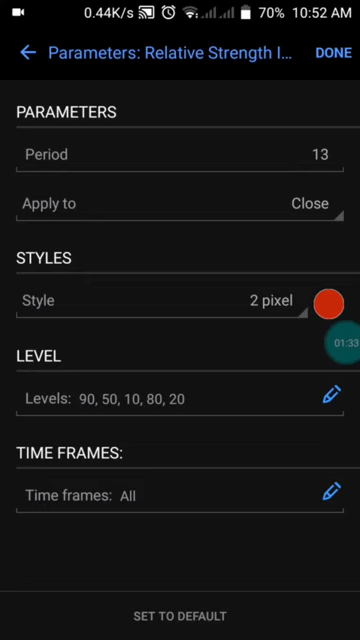 0.44K/s 70% 10:52 AM
Parameters: Relative Strength I... DONE
PARAMETERS
Period 13
Apply to Close
STYLES
Style 2 pixel
01:33
LEVEL
Levels: 90, 50, 10, 80, 20
TIME FRAMES:
Time frames: All
SET TO DEFAULT